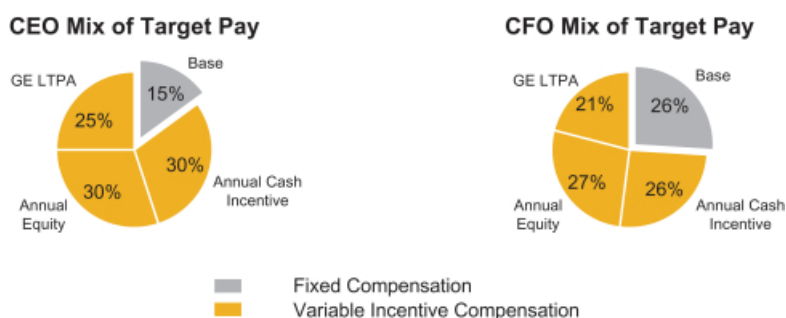 CEO Mix of Target Pay
Base
GE LTPA
15%
25%
30%
30%
Annual Cash
Incentive
Annual
Equity
CFO Mix of Target Pay
Base
GE LTPA
21%
26%
27%
26%
Annual
Equity
Annual Cash
Incentive
Fixed Compensation
Variable Incentive Compensation